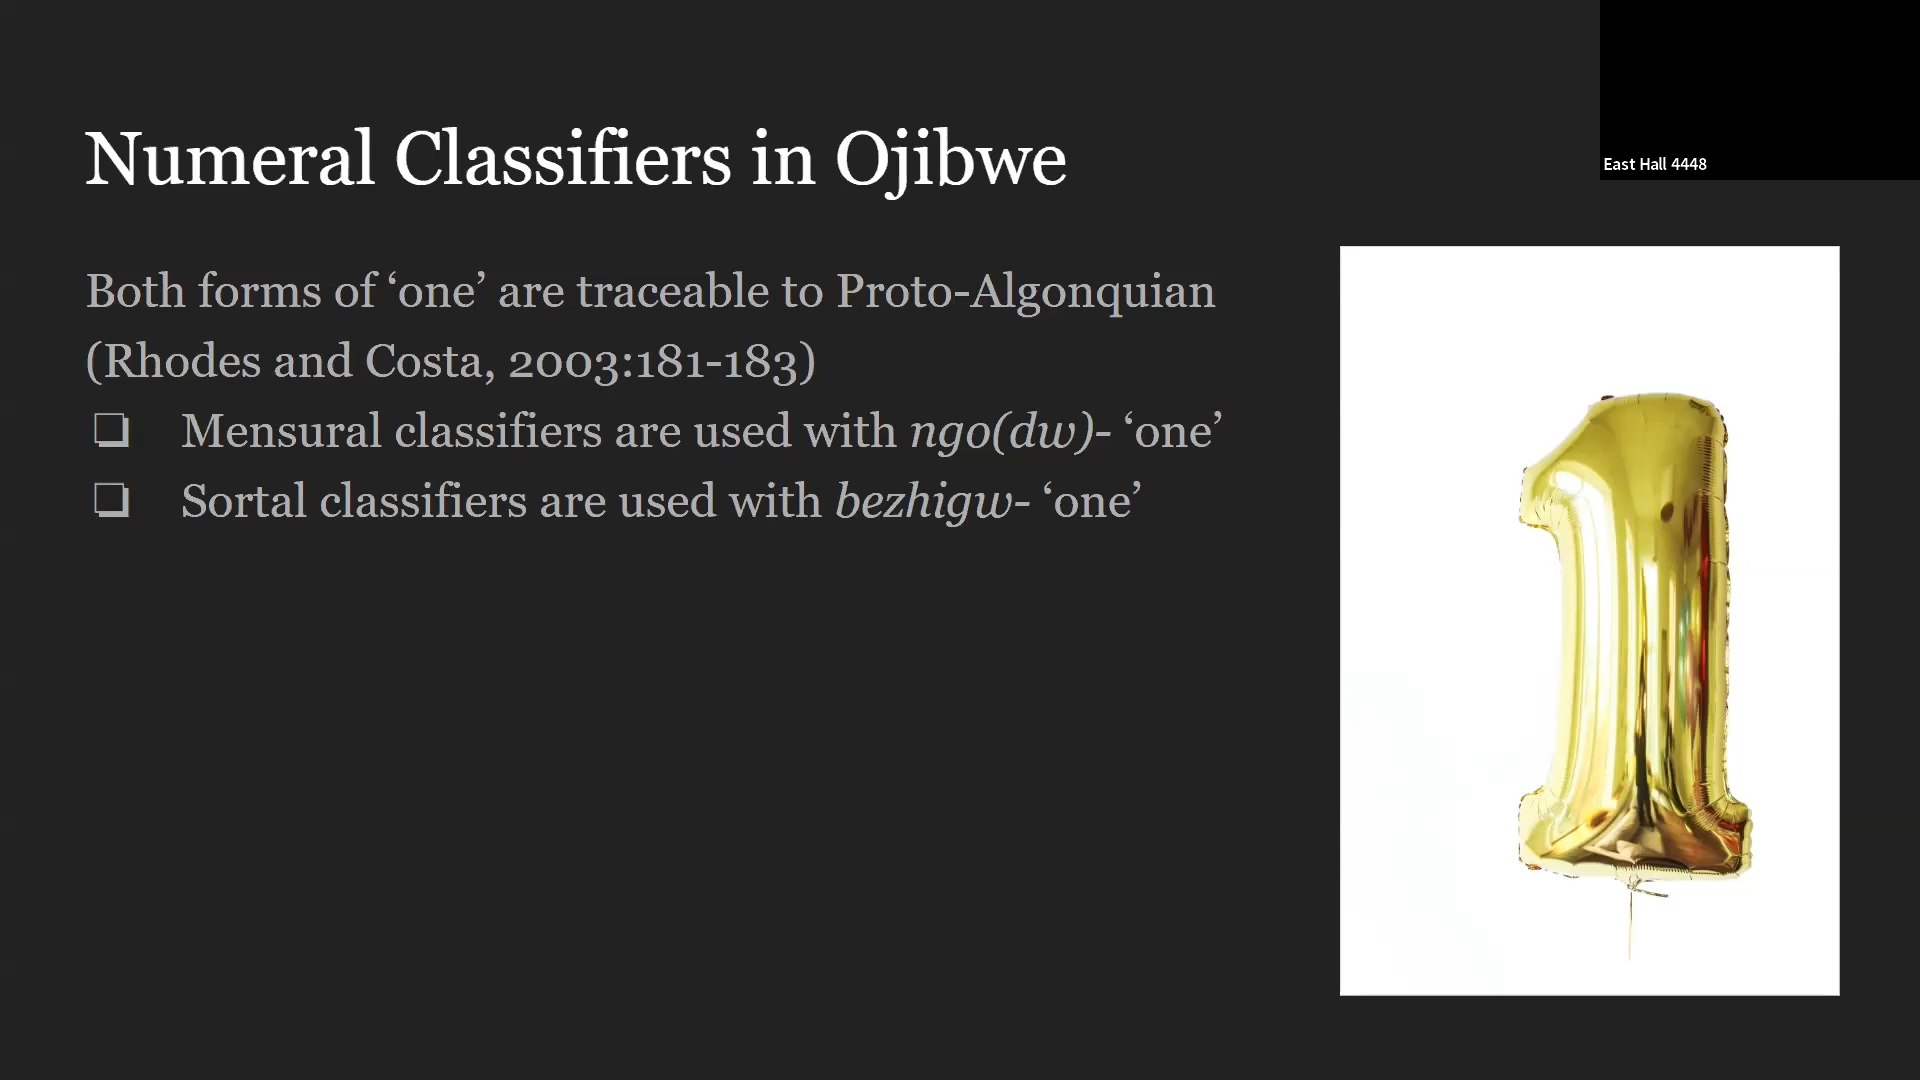 Numeral Classifiers in Ojibwe
East Hall 4448
Both forms of ‘one’ are traceable to Proto-Algonquian
(Rhodes and Costa, 2003:181-183)
❏ Mensural classifiers are used with ngo(dw)- ‘one’
❏ Sortal classifiers are used with bezhigw- ‘one’